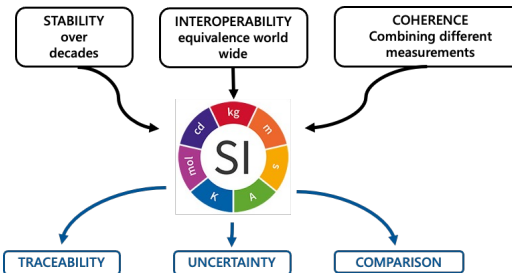 STABILITY
over
decades
INTEROPERABILITY
equivalence world
wide
COHERENCE
Combining different
measurements
kg
m
s
A
K
mol
cd
SI
TRACEABILITY
UNCERTAINTY
COMPARISON